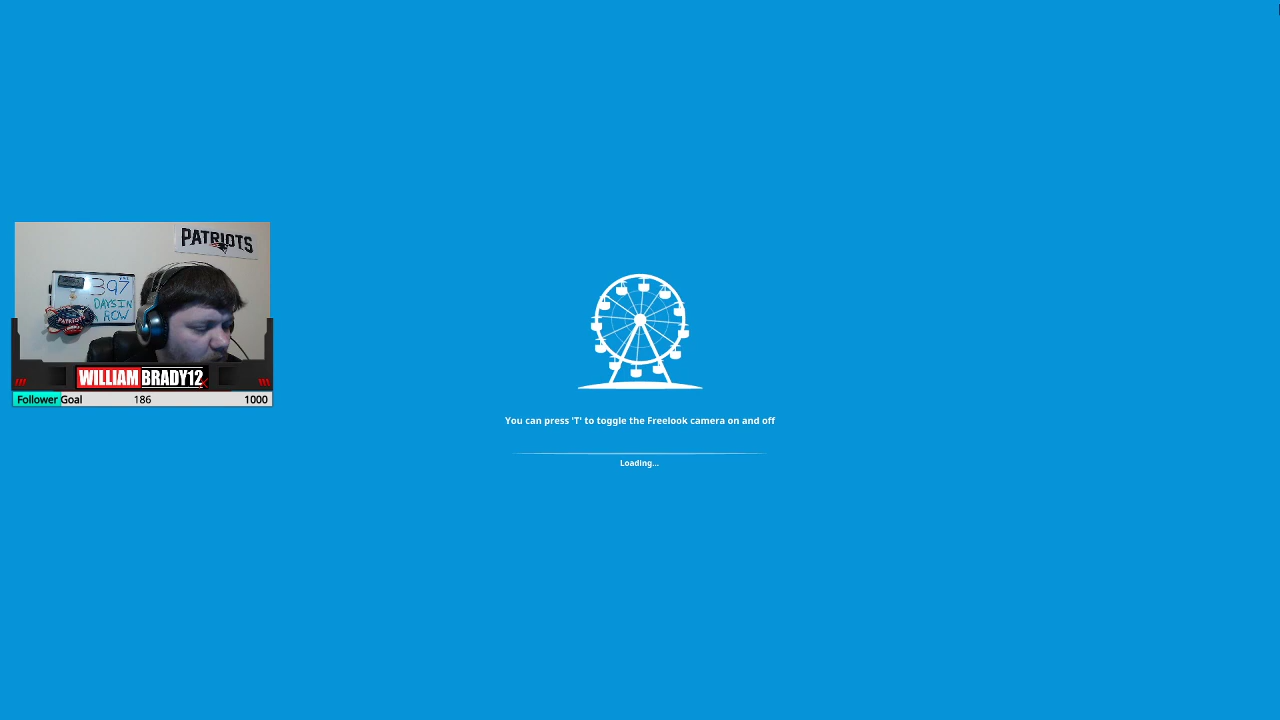 PATRIOTS
397
DAYS IN
A ROW
PATRIOTS
WILLIAM BRADY12
Follower Goal 186 1000
You can press 'T' to toggle the Freelook camera on and off
Loading...